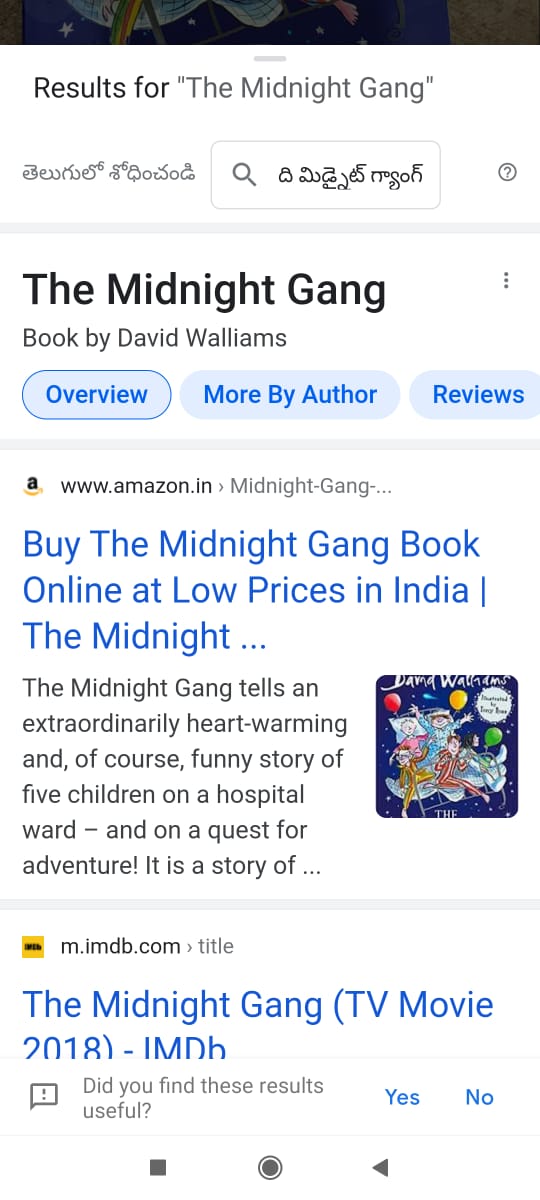 Results for "The Midnight Gang"
తెలుగులో శోధించండి
ది మిడ్నైట్ గ్యాంగ్
The Midnight Gang
Book by David Walliams
Overview
More By Author
Reviews
a
www.amazon.in › Midnight-Gang-...
Buy The Midnight Gang Book
Online at Low Prices in India |
The Midnight ...
The Midnight Gang tells an
extraordinarily heart-warming
and, of course, funny story of
five children on a hospital
ward – and on a quest for
adventure! It is a story of ...
David Walliams
Illustrated
by
Tony Ross
THE
IMDb
m.imdb.com › title
The Midnight Gang (TV Movie
2018) - IMDb
Did you find these results
useful?
Yes
No